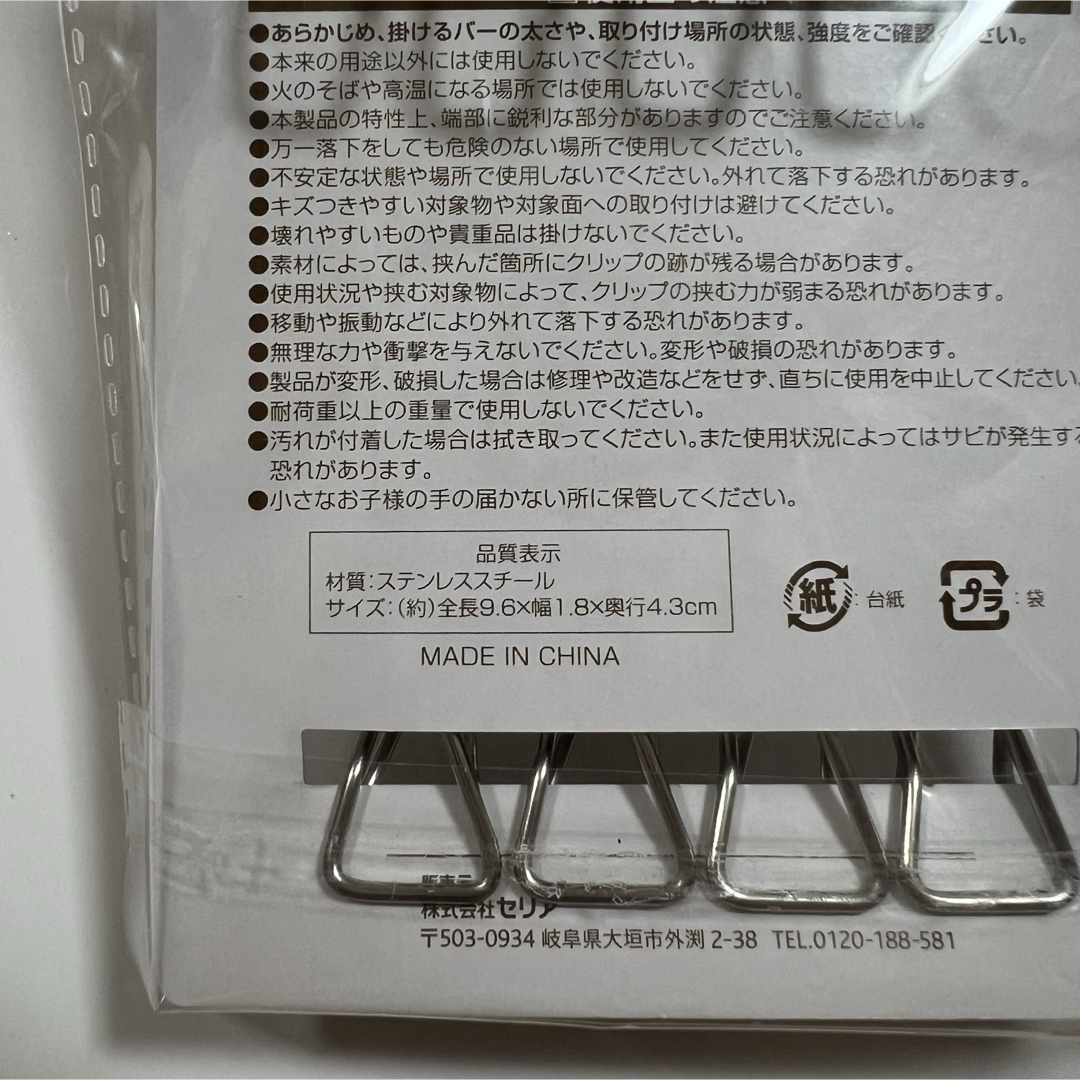 ●あらかじめ、掛けるバーの太さや、取り付け場所の状態、強度をご確認ください。
●本来の用途以外には使用しないでください。
●火のそばや高温になる場所では使用しないでください。
●本製品の特性上、端部に鋭利な部分がありますのでご注意ください。
●万一落下をしても危険のない場所で使用してください。
●不安定な状態や場所で使用しないでください。外れて落下する恐れがあります。
●キズつきやすい対象物や対象面への取り付けは避けてください。
●壊れやすいものや貴重品は掛けないでください。
●素材によっては、挟んだ箇所にクリップの跡が残る場合があります。
●使用状況や挟む対象物によって、クリップの挟む力が弱まる恐れがあります。
●移動や振動などにより外れて落下する恐れがあります。
●無理な力や衝撃を与えないでください。変形や破損の恐れがあります。
●製品が変形、破損した場合は修理や改造などをせず、直ちに使用を中止してください。
●耐荷重以上の重量で使用しないでください。
●汚れが付着した場合は拭き取ってください。また使用状況によってはサビが発生する
恐れがあります。
●小さなお子様の手の届かない所に保管してください。
品質表示
材質:ステンレススチール
サイズ:(約)全長9.6×幅1.8×奥行4.3cm
紙:台紙 プラ:袋
MADE IN CHINA
販売元
株式会社セリア
〒503-0934 岐阜県大垣市外渕 2-38 TEL.0120-188-581